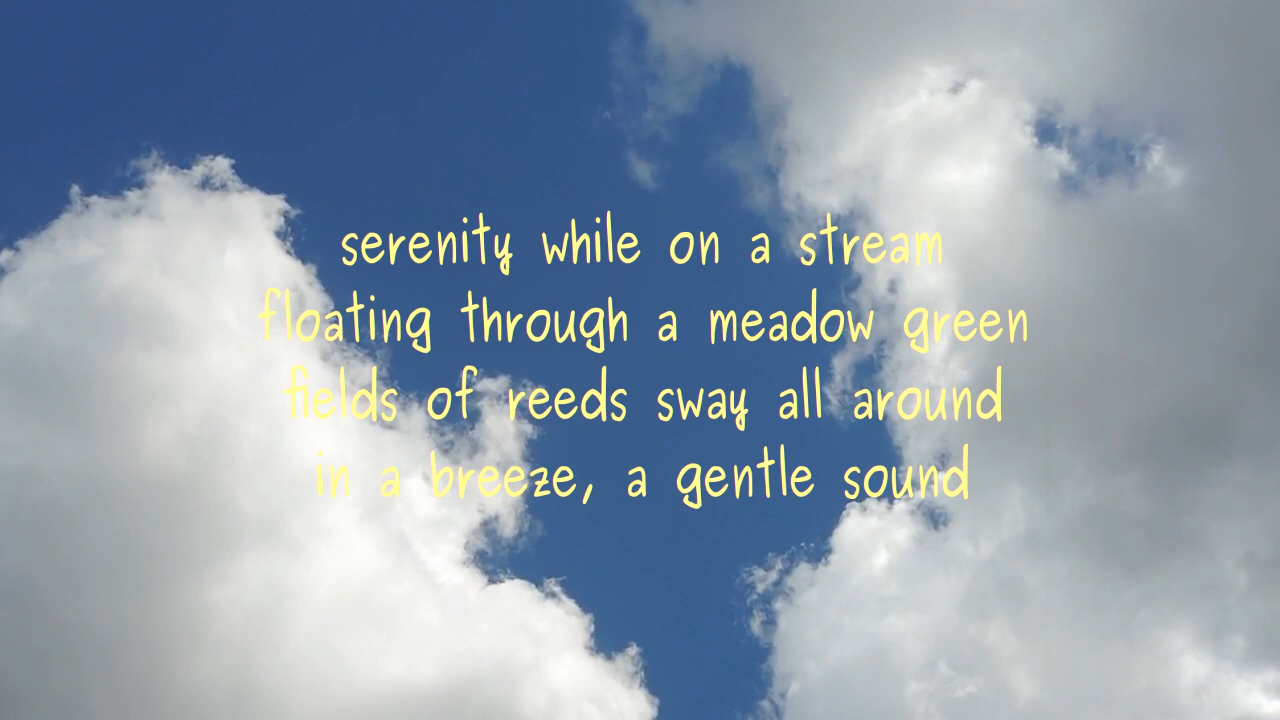 serenity while on a stream
floating through a meadow green
fields of reeds sway all around
in a breeze, a gentle sound